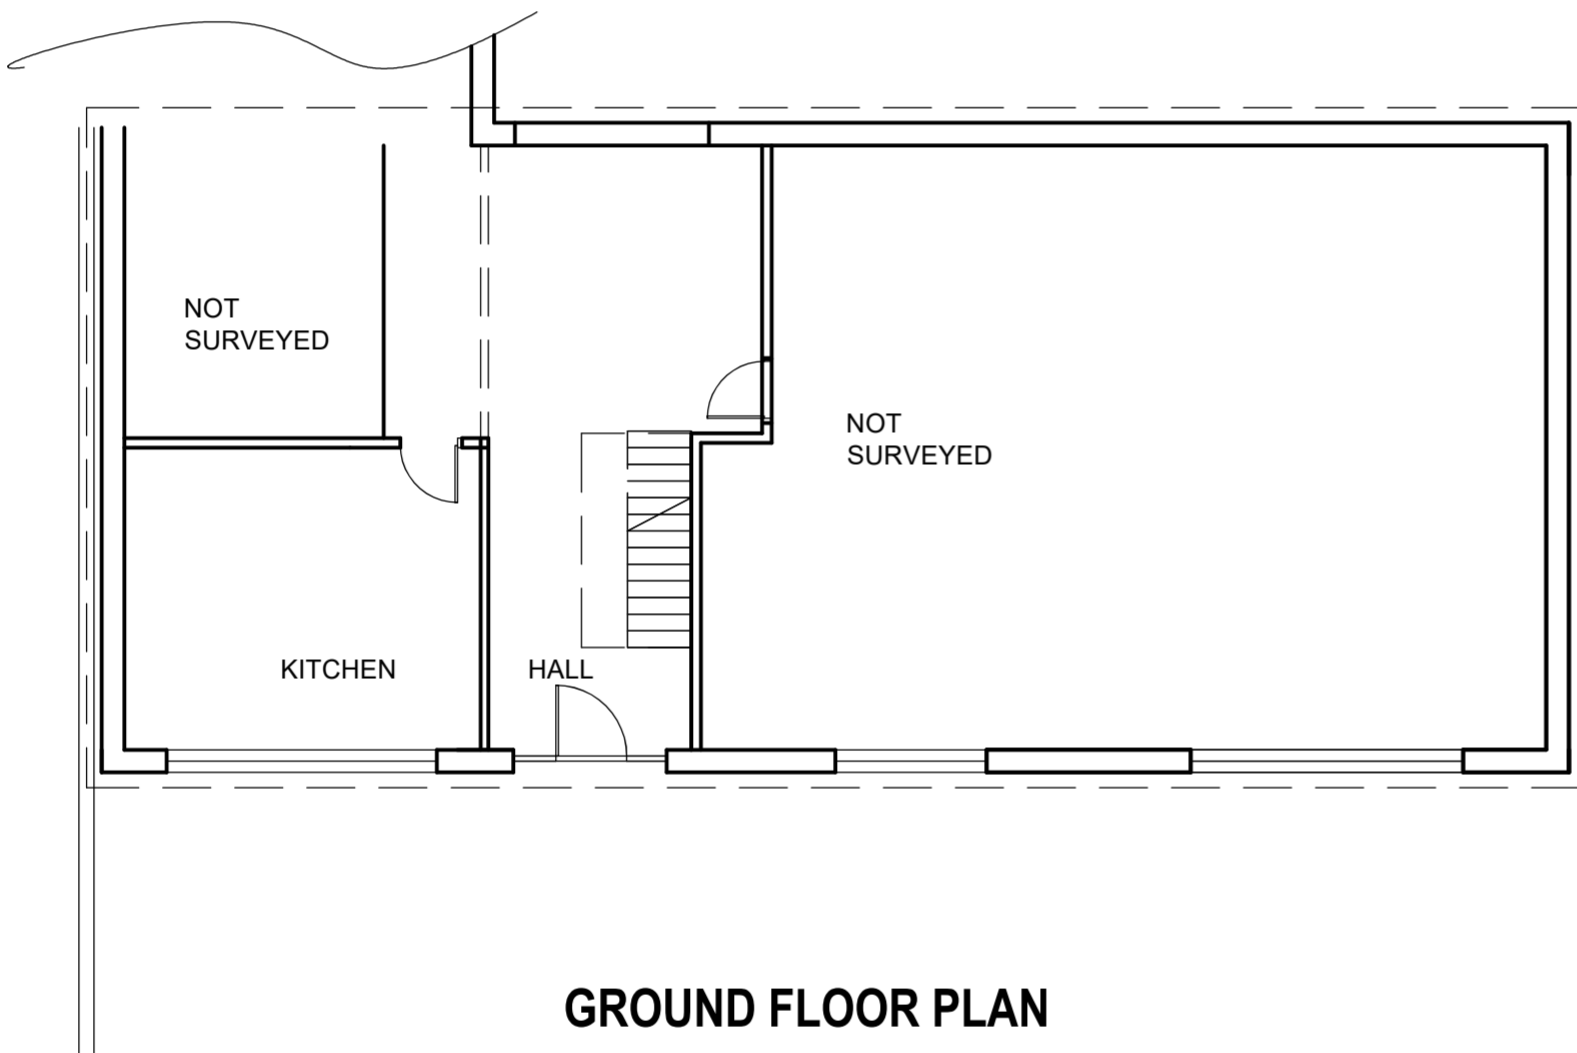 NOT
SURVEYED
NOT
SURVEYED
KITCHEN
HALL
GROUND FLOOR PLAN